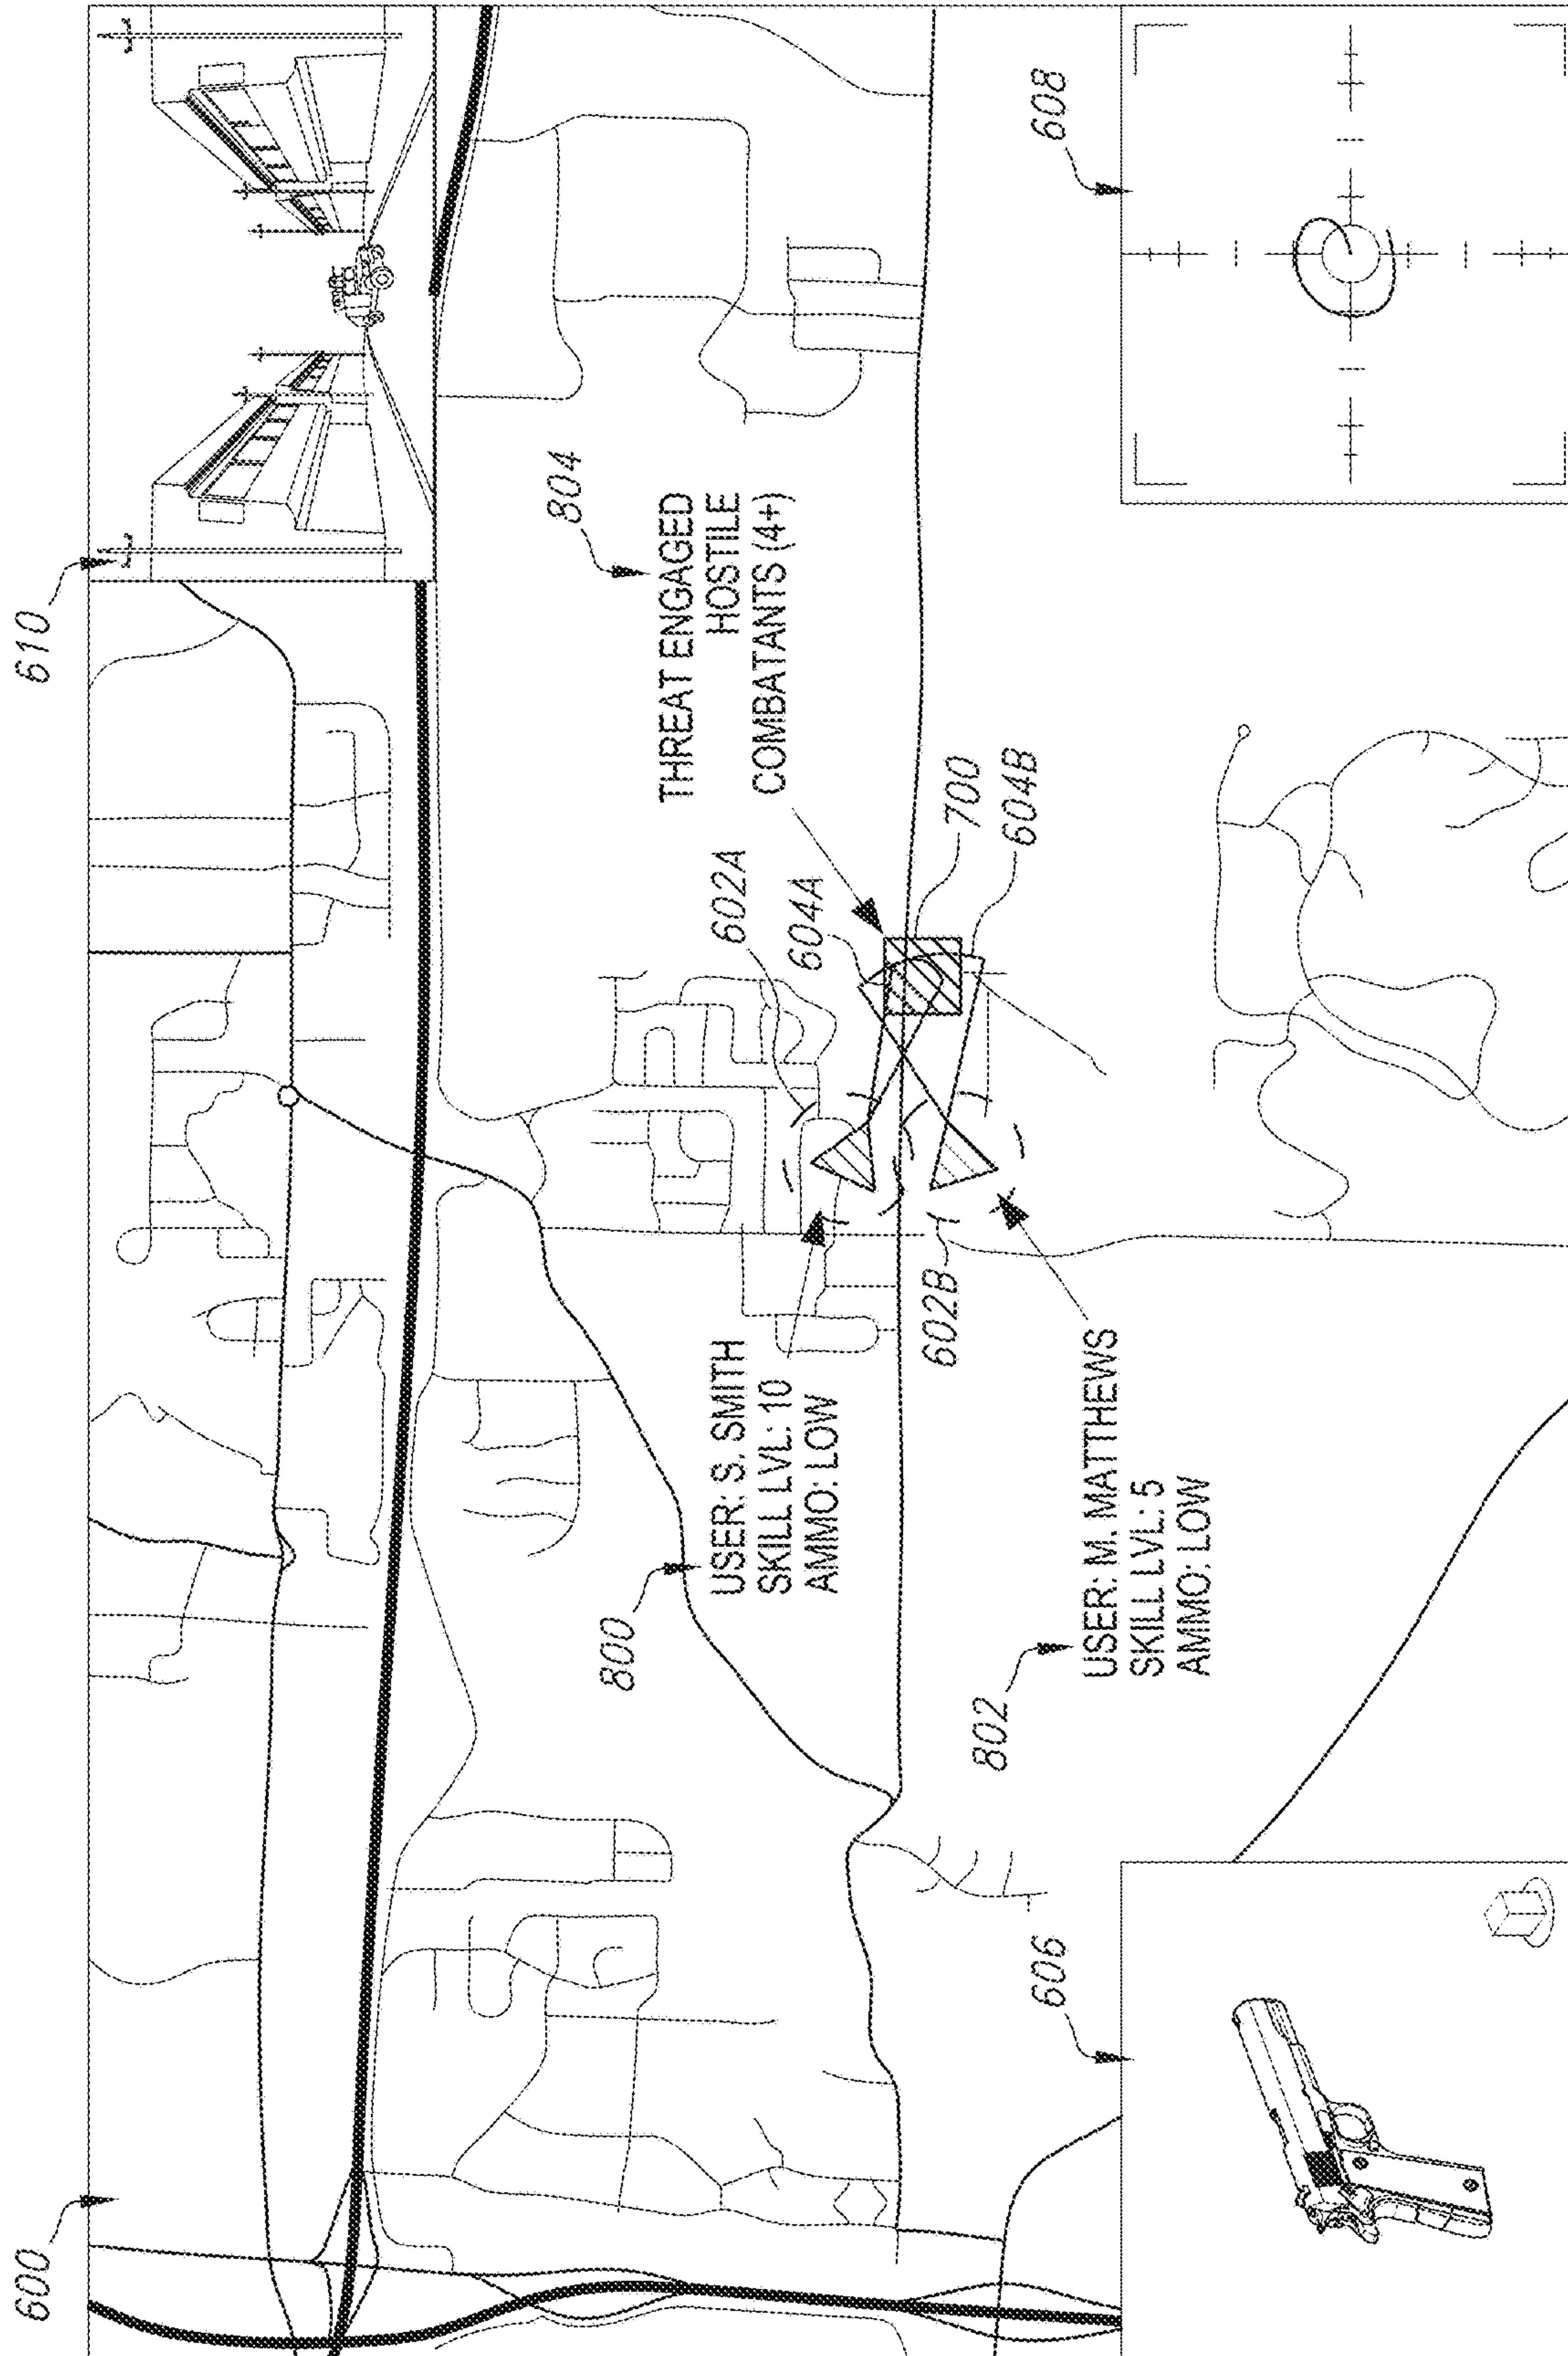 600
610
800
USER: S. SMITH
SKILL LVL: 10
AMMO: LOW
804
THREAT ENGAGED
HOSTILE
COMBATANTS (4+)
602A
604A
700
604B
602B
802
USER: M. MATTHEWS
SKILL LVL: 5
AMMO: LOW
606
608